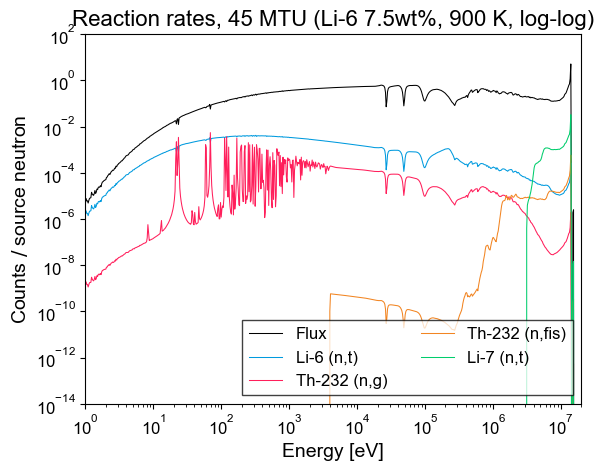 Reaction rates, 45 MTU (Li-6 7.5wt%, 900 K, log-log)
10^2
10^0
10^-2
10^-4
10^-6
10^-8
10^-10
10^-12
10^-14
Counts / source neutron
Flux
Li-6 (n,t)
Th-232 (n,g)
Th-232 (n,fis)
Li-7 (n,t)
10^0 10^1 10^2 10^3 10^4 10^5 10^6 10^7
Energy [eV]